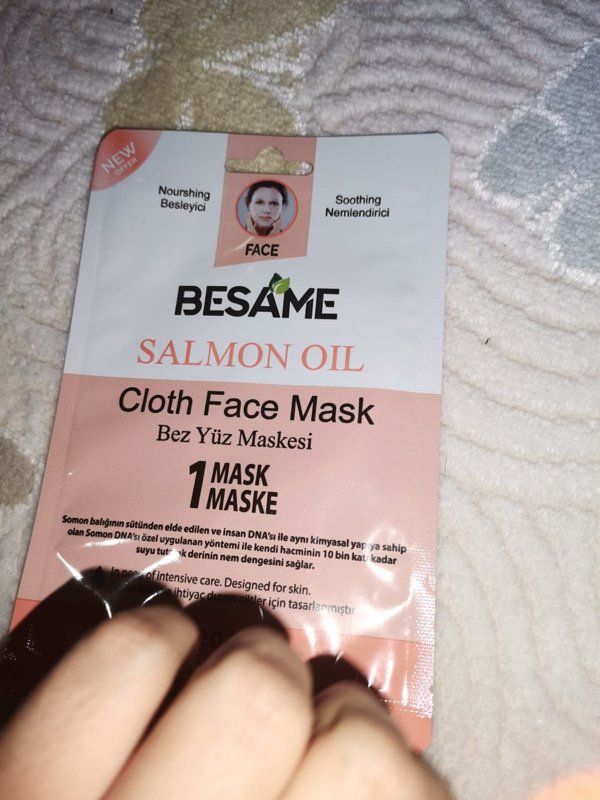 NEW
OFFER
Nourshing
Besleyici
Soothing
Nemlendirici
FACE
BESAME
SALMON OIL
Cloth Face Mask
Bez Yüz Maskesi
1 MASK
MASKE
Somon balığının sütünden elde edilen ve insan DNA'sı ile aynı kimyasal yapıya sahip
olan Somon DNA'sı özel uygulanan yöntemi ile kendi hacminin 10 bin katı kadar
suyu tutarak derinin nem dengesini sağlar.
In need of intensive care. Designed for skin.
ihtiyaç duyan ciltler için tasarlanmıştır